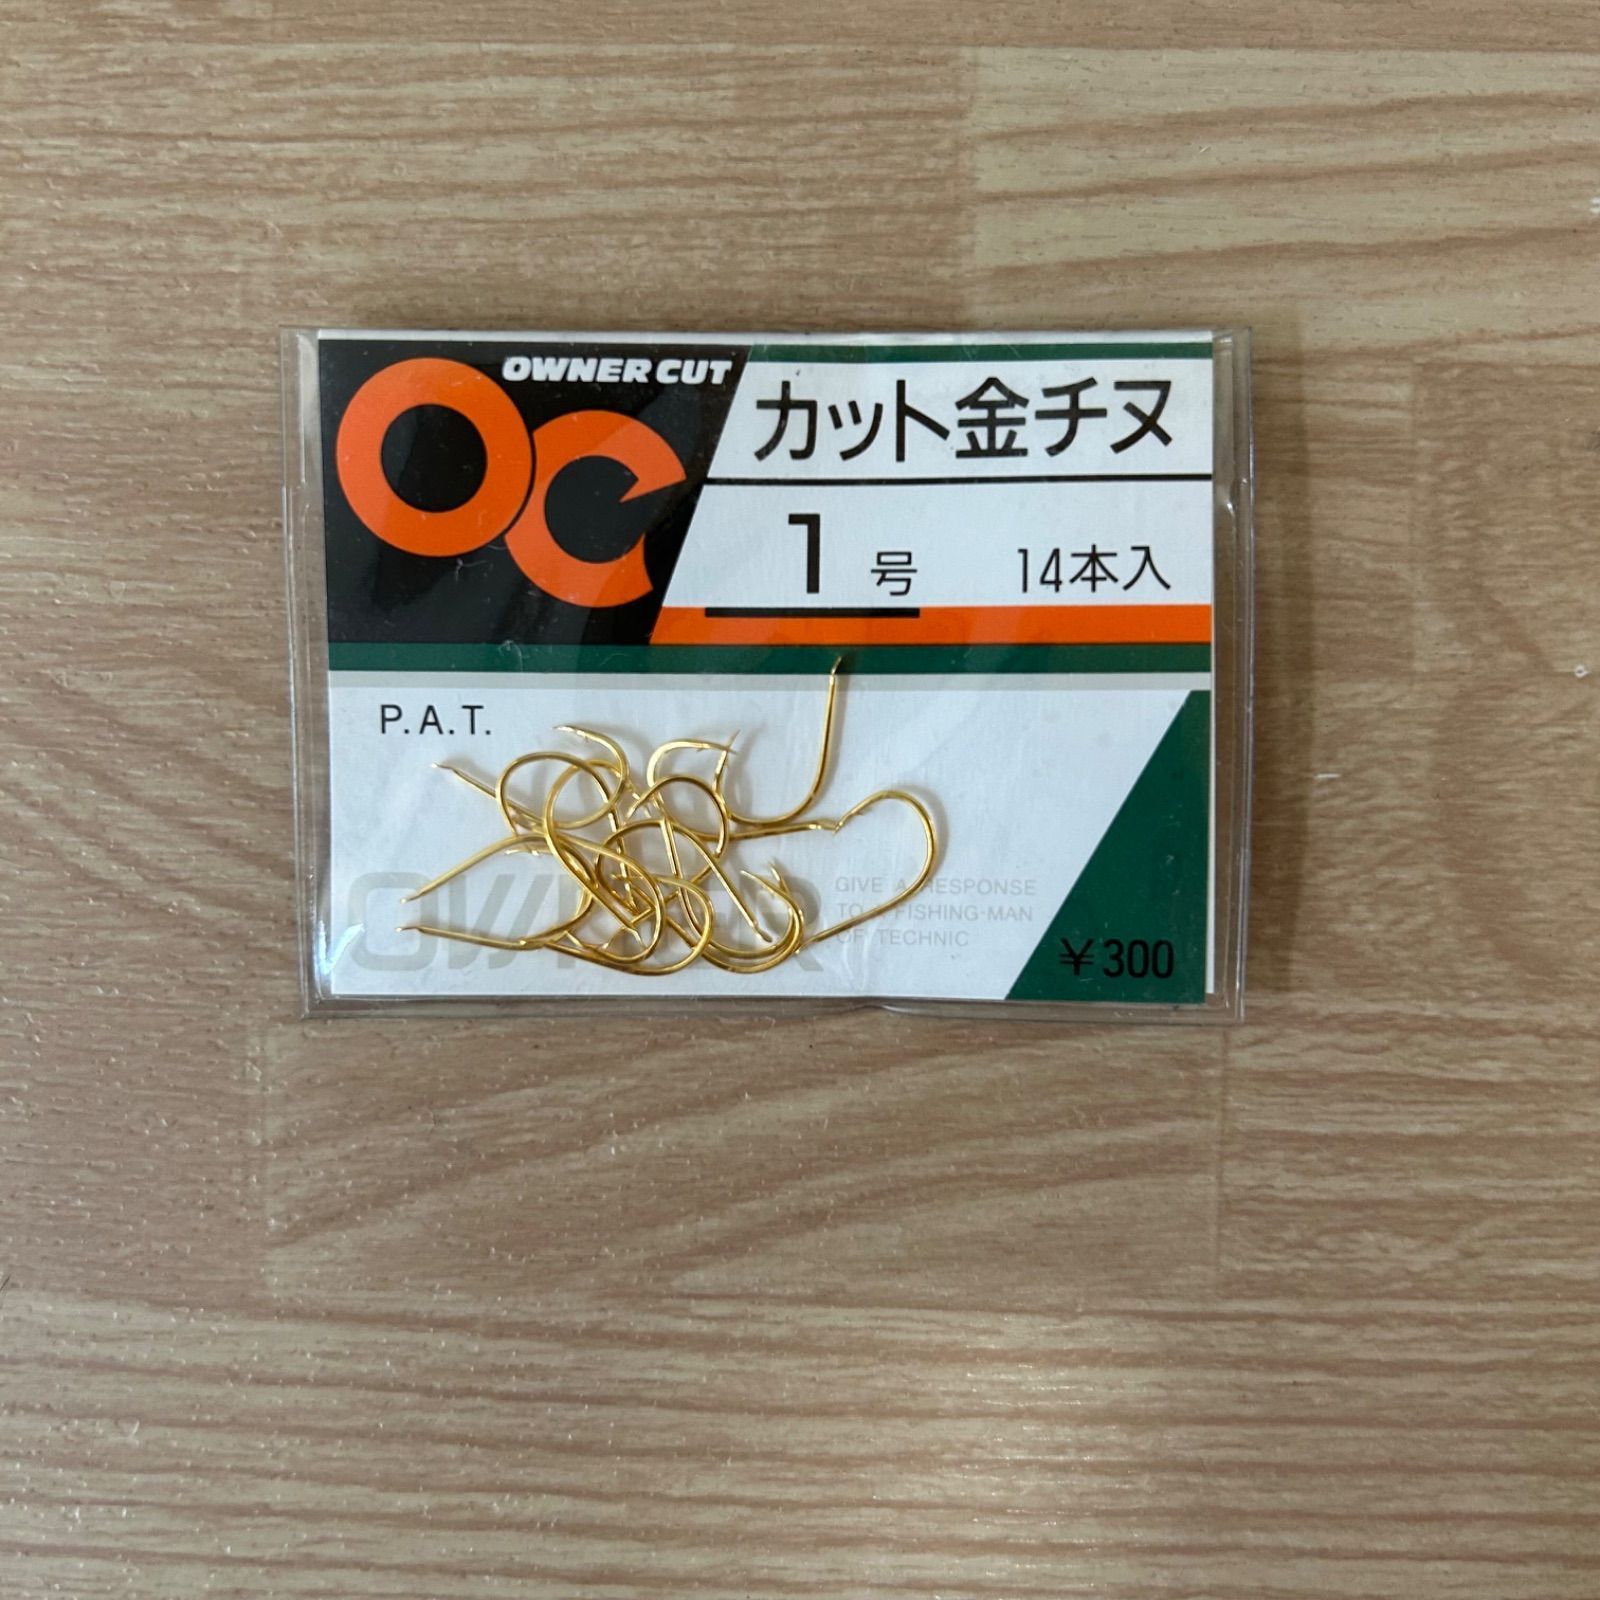 OWNER CUT
OC
カット金チヌ
1号 14本入
P.A.T.
OWNER
GIVE A RESPONSE
TO A FISHING-MAN
OF TECHNIC
¥300